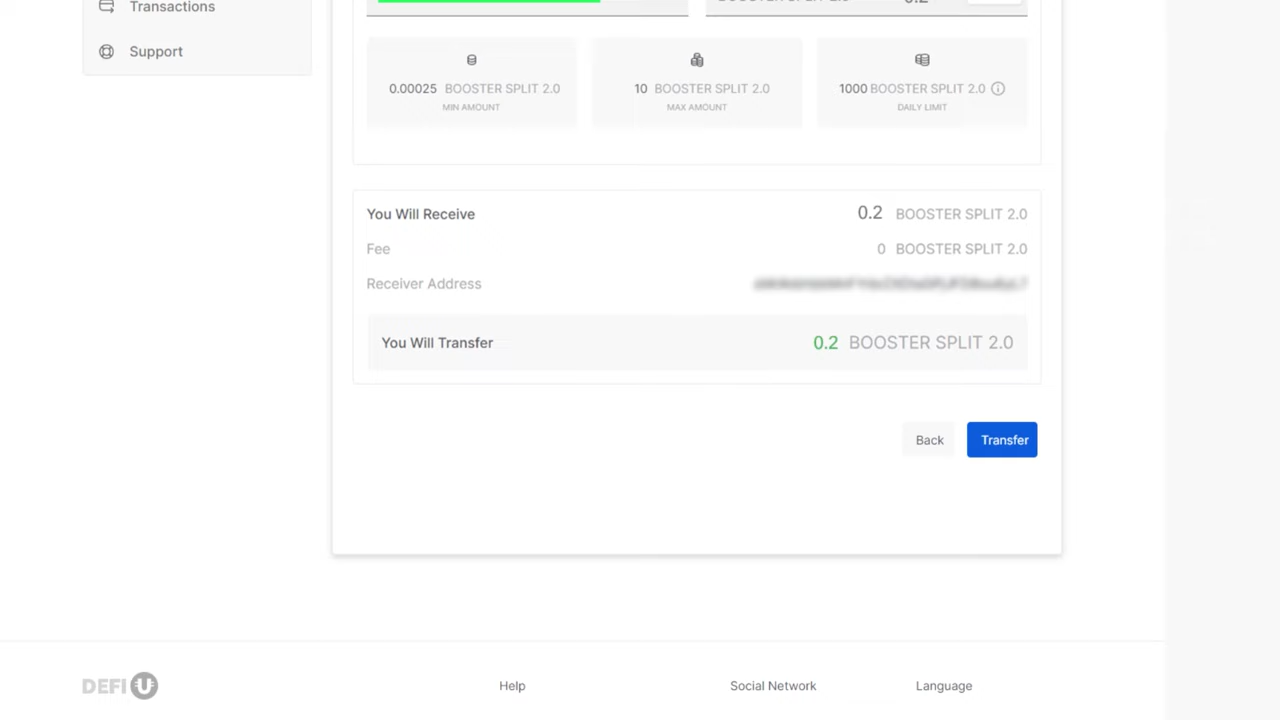 Transactions
Support
0.00025 BOOSTER SPLIT 2.0
MIN AMOUNT
10 BOOSTER SPLIT 2.0
MAX AMOUNT
1000 BOOSTER SPLIT 2.0
DAILY LIMIT
You Will Receive 0.2 BOOSTER SPLIT 2.0
Fee 0 BOOSTER SPLIT 2.0
Receiver Address
You Will Transfer 0.2 BOOSTER SPLIT 2.0
Back Transfer
DEFI U Help Social Network Language